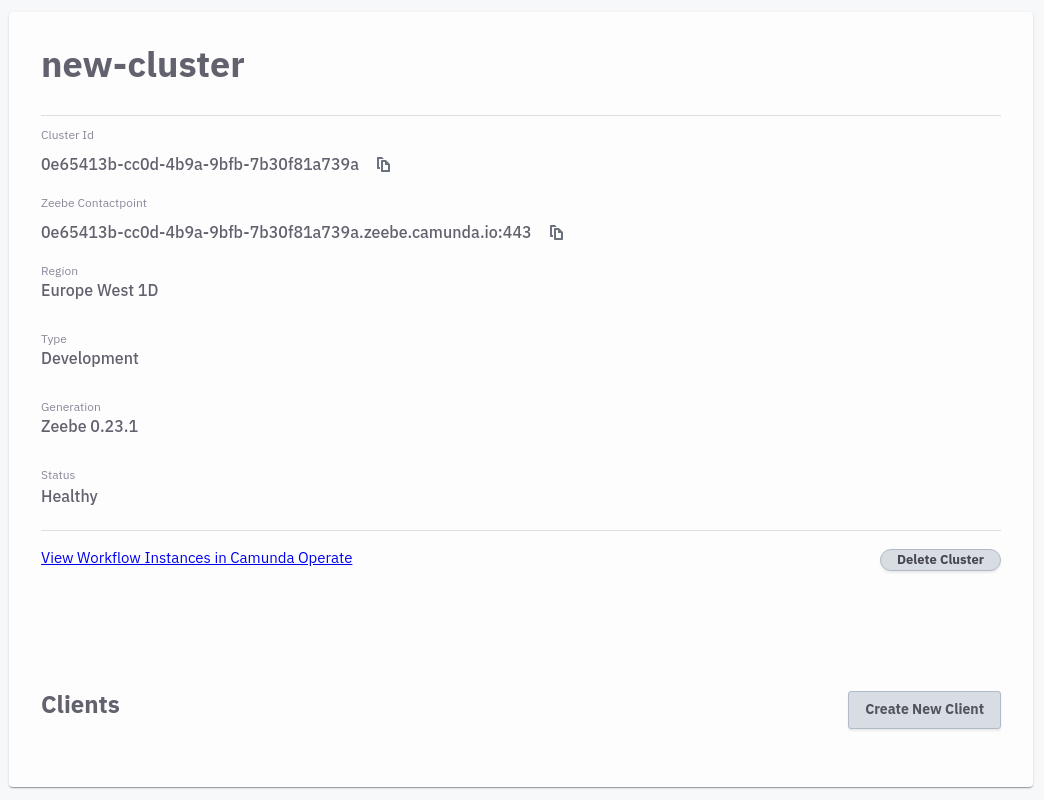 new-cluster
Cluster Id
0e65413b-cc0d-4b9a-9bfb-7b30f81a739a
Zeebe Contactpoint
0e65413b-cc0d-4b9a-9bfb-7b30f81a739a.zeebe.camunda.io:443
Region
Europe West 1D
Type
Development
Generation
Zeebe 0.23.1
Status
Healthy
View Workflow Instances in Camunda Operate
Delete Cluster
Clients
Create New Client